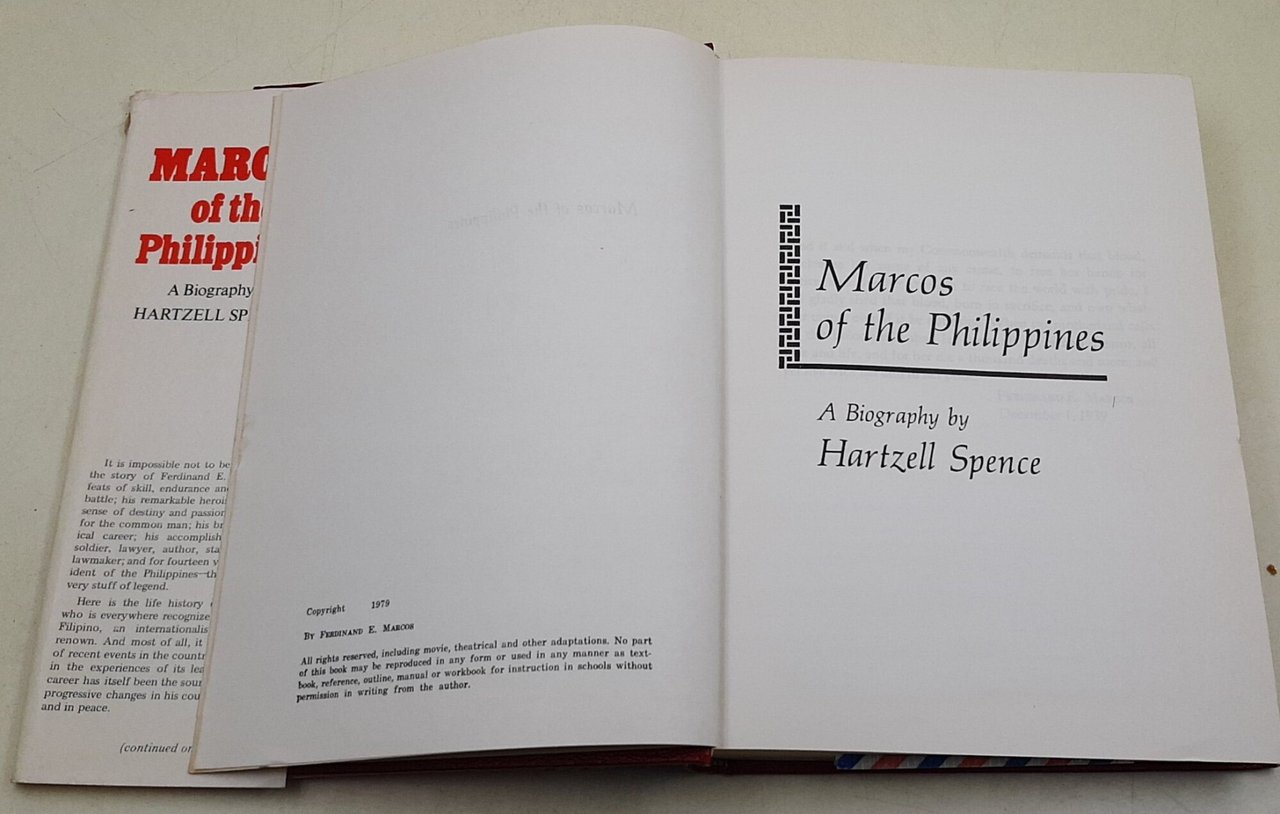 MARC
of th
Philippi
A Biography
HARTZELL SP
It is impossible not to be
the story of Ferdinand E.
feats of skill, endurance an
battle; his remarkable herois
sense of destiny and passion
for the common man; his br
ical career; his accomplish
soldier, lawyer, author, sta
lawmaker; and for fourteen y
ident of the Philippines—th
very stuff of legend.
Here is the life history
who is everywhere recognize
Filipino, an internationalis
renown. And most of all, it
of recent events in the countr
in the experiences of its lea
career has itself been the sour
progressive changes in his cou
and in peace.
(continued on
Copyright 1979
BY FERDINAND E. MARCOS
All rights reserved, including movie, theatrical and other adaptations. No part
of this book may be reproduced in any form or used in any manner as text-
book, reference, outline, manual or workbook for instruction in schools without
permission in writing from the author.
Marcos
of the Philippines
A Biography by
Hartzell Spence